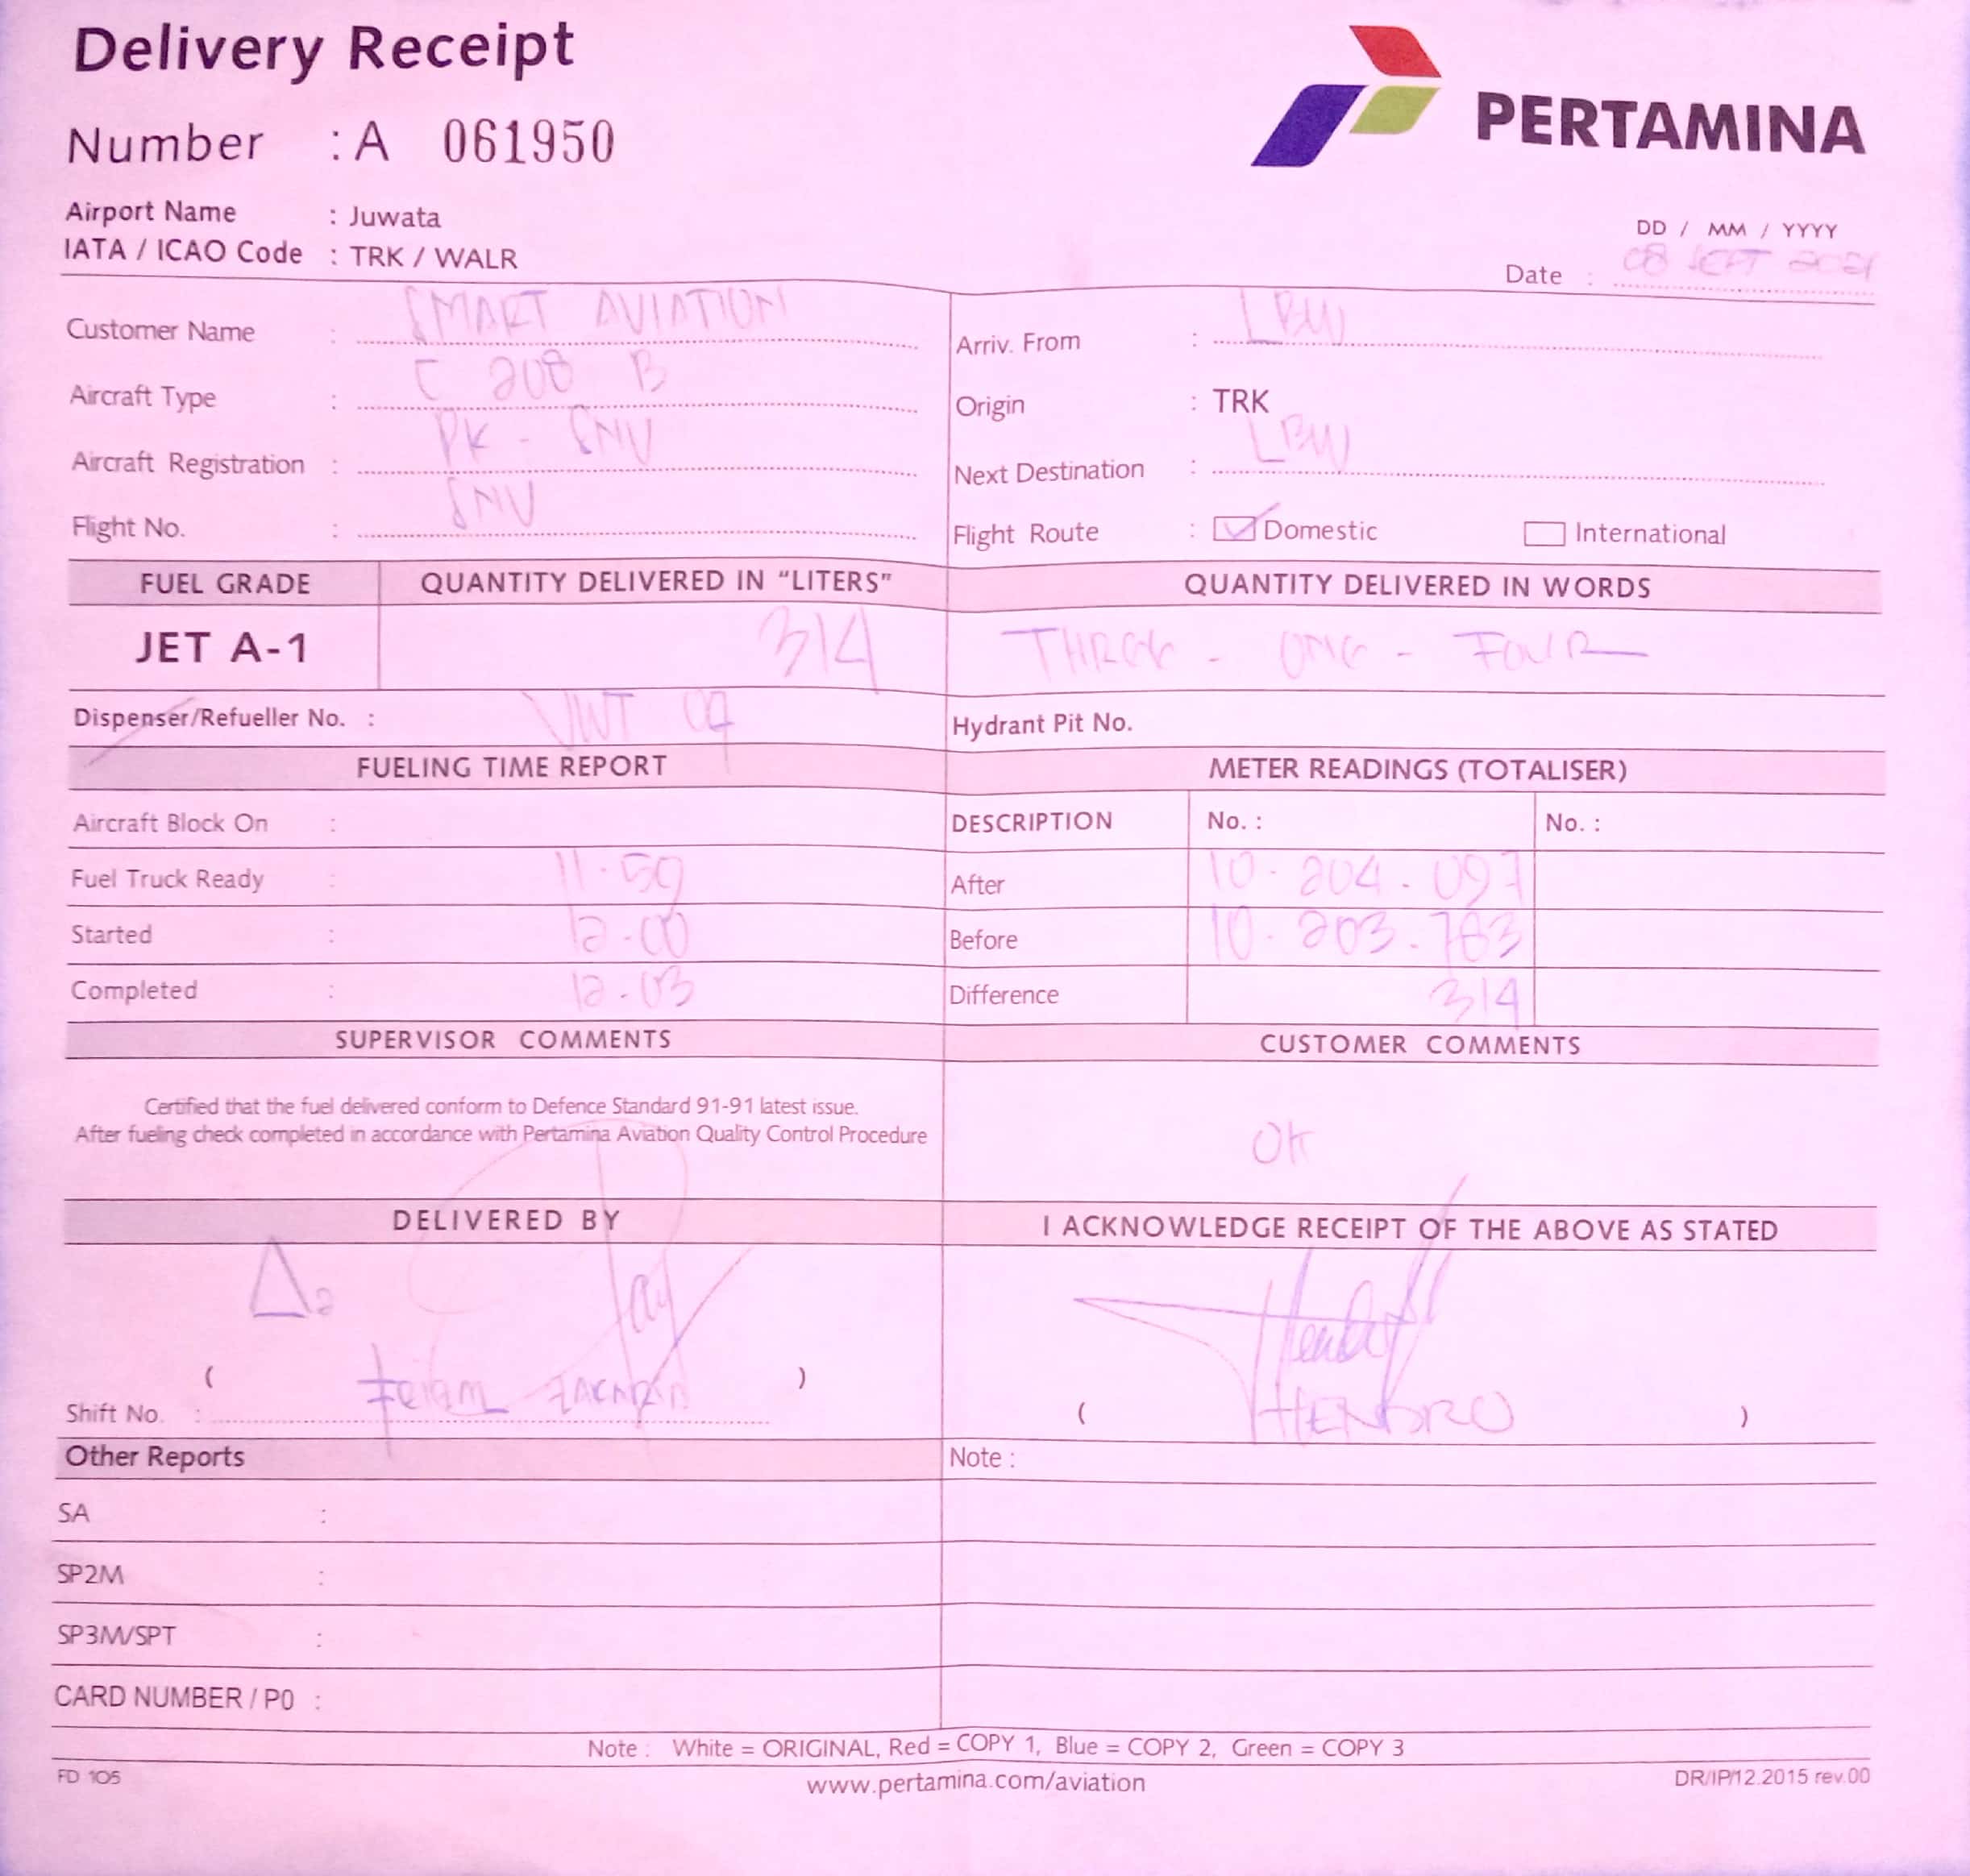 Delivery Receipt
PERTAMINA
Number : A 061950
Airport Name : Juwata
IATA / ICAO Code : TRK / WALR
DD / MM / YYYY
Date : 08 SEPT 2021
Customer Name : SMART AVIATION
Aircraft Type : C 208 B
Aircraft Registration : PK - SNV
Flight No. : SNV
Arriv. From : LBW
Origin : TRK
Next Destination : LBW
Flight Route : Domestic International
FUEL GRADE QUANTITY DELIVERED IN "LITERS" QUANTITY DELIVERED IN WORDS
JET A-1 314 THREE - ONE - FOUR
Dispenser/Refueller No. : VWT 07 Hydrant Pit No.
FUELING TIME REPORT METER READINGS (TOTALISER)
Aircraft Block On : DESCRIPTION No. : No. :
Fuel Truck Ready : 11.59 After 10.204.097
Started : 12.00 Before 10.203.783
Completed : 12.03 Difference 314
SUPERVISOR COMMENTS CUSTOMER COMMENTS
Certified that the fuel delivered conform to Defence Standard 91-91 latest issue.
After fueling check completed in accordance with Pertamina Aviation Quality Control Procedure
OK
DELIVERED BY I ACKNOWLEDGE RECEIPT OF THE ABOVE AS STATED
( )
Shift No. :
( HENDRO )
Other Reports Note :
SA :
SP2M :
SP3M/SPT :
CARD NUMBER / PO :
Note : White = ORIGINAL, Red = COPY 1, Blue = COPY 2, Green = COPY 3
FD 105 www.pertamina.com/aviation DR/IP/12.2015 rev.00